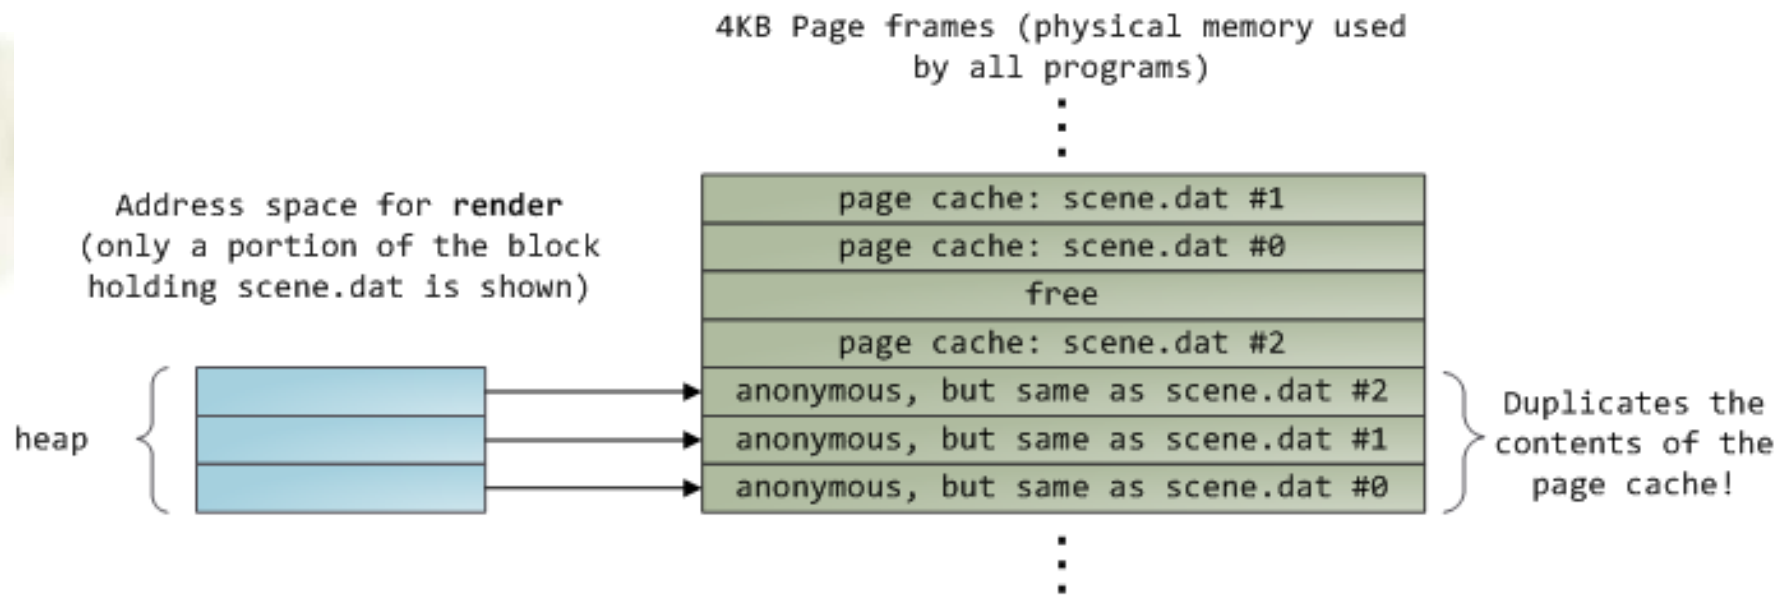 4KB Page frames (physical memory used
by all programs)
Address space for render
(only a portion of the block
holding scene.dat is shown)
page cache: scene.dat #1
page cache: scene.dat #0
free
page cache: scene.dat #2
anonymous, but same as scene.dat #2
anonymous, but same as scene.dat #1
anonymous, but same as scene.dat #0
heap
Duplicates the
contents of the
page cache!